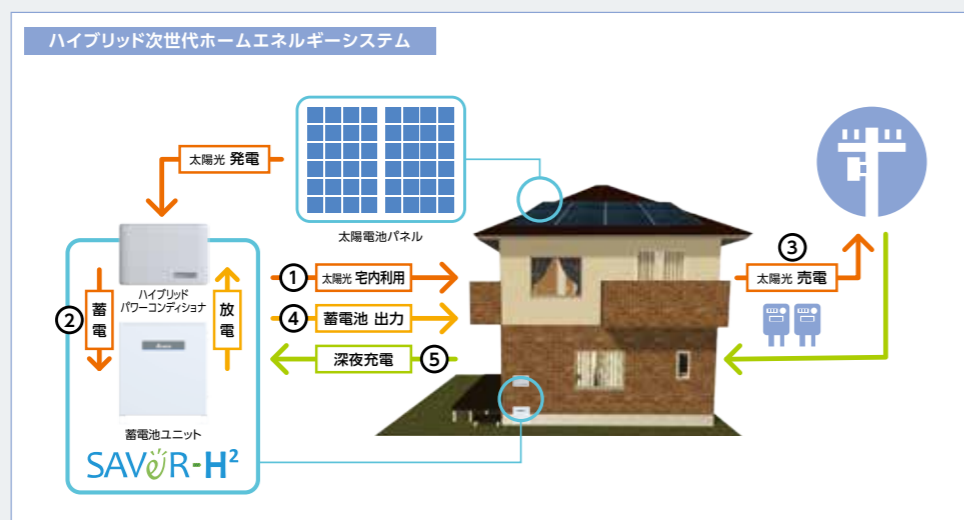 ハイブリッド次世代ホームエネルギーシステム
太陽光 発電
太陽電池パネル
ハイブリッド
パワーコンディショナ
② 蓄電
放電
蓄電池ユニット
SAVeR-H²
① 太陽光 宅内利用
④ 蓄電池 出力
深夜充電 ⑤
③
太陽光 売電